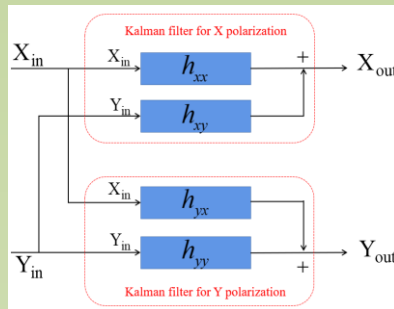 Kalman filter for X polarization
X_in X_in h_xx + X_out
Y_in h_xy
X_in h_yx
Y_in Y_in h_yy + Y_out
Kalman filter for Y polarization